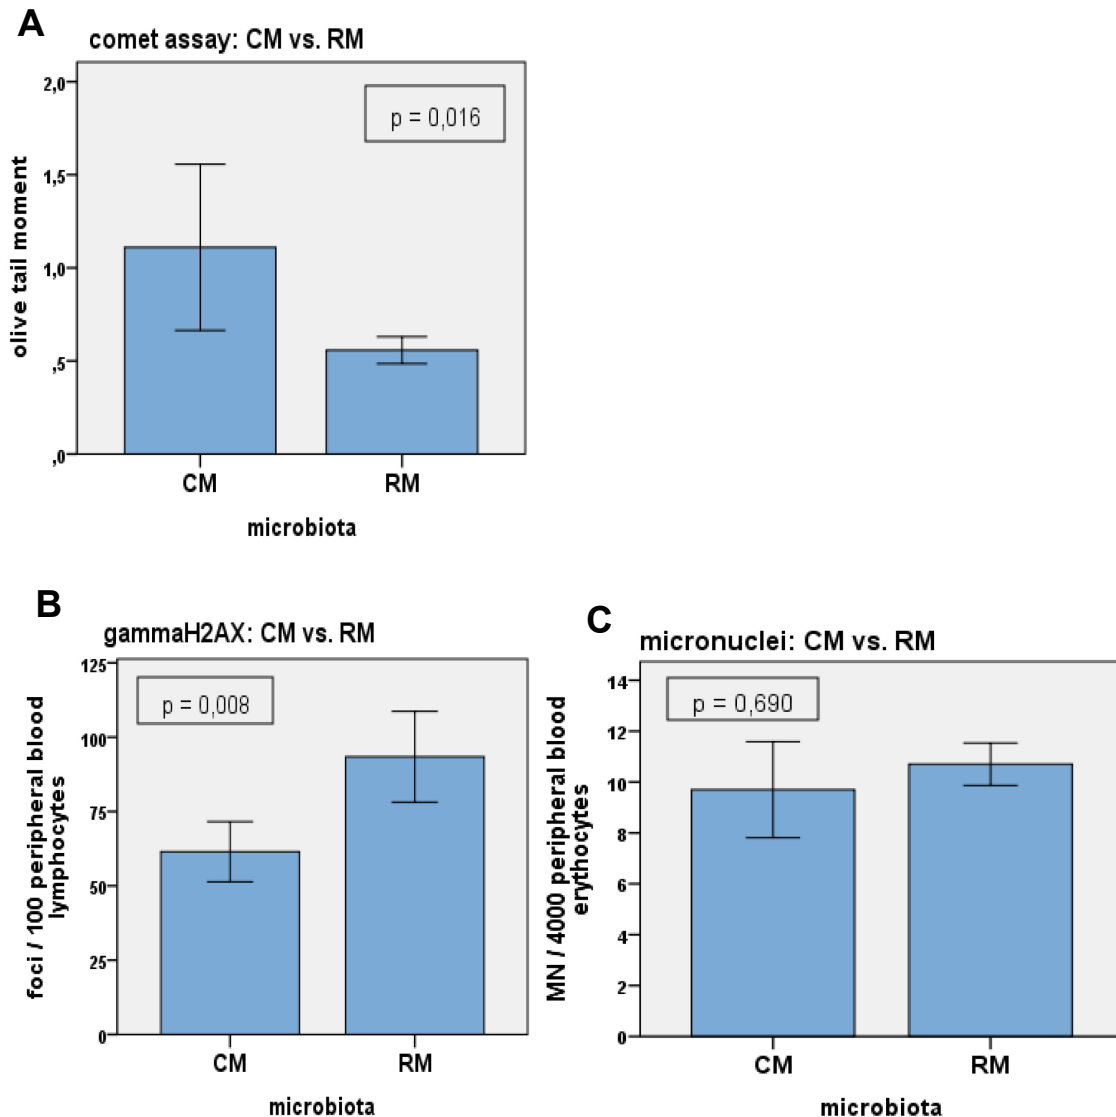 A
comet assay: CM vs. RM
p = 0,016
olive tail moment
2,0
1,5
1,0
,5
,0
CM
RM
microbiota
B
gammaH2AX: CM vs. RM
p = 0,008
foci / 100 peripheral blood
lymphocytes
125
100
75
50
25
0
CM
RM
microbiota
C
micronuclei: CM vs. RM
p = 0,690
MN / 4000 peripheral blood
erythocytes
14
12
10
8
6
4
2
0
CM
RM
microbiota